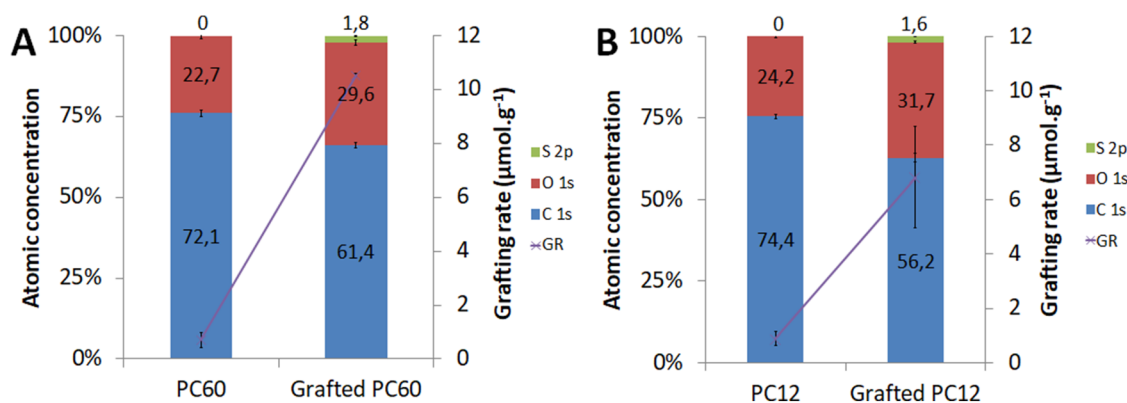 A
0
1,8
100%
75%
50%
25%
0%
Atomic concentration
22,7
29,6
72,1
61,4
12
10
8
6
4
2
0
Grafting rate (µmol.g⁻¹)
S 2p
O 1s
C 1s
GR
PC60
Grafted PC60
B
0
1,6
100%
75%
50%
25%
0%
Atomic concentration
24,2
31,7
74,4
56,2
12
10
8
6
4
2
0
Grafting rate (µmol.g⁻¹)
S 2p
O 1s
C 1s
GR
PC12
Grafted PC12